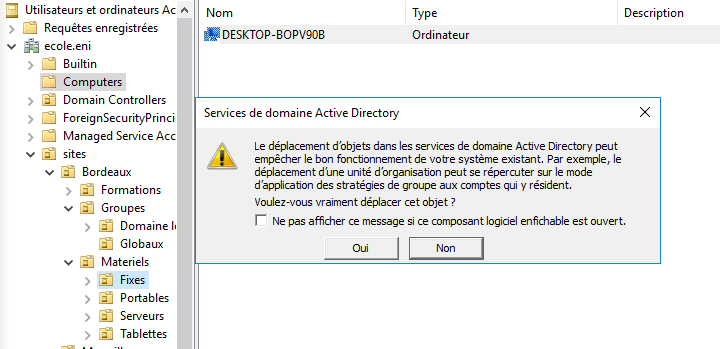 Utilisateurs et ordinateurs Ac
Requêtes enregistrées
ecole.eni
Builtin
Computers
Domain Controllers
ForeignSecurityPrinci
Managed Service Acc
sites
Bordeaux
Formations
Groupes
Domaine l
Globaux
Materiels
Fixes
Portables
Serveurs
Tablettes
Nom Type Description
DESKTOP-BOPV90B Ordinateur
Services de domaine Active Directory
Le déplacement d'objets dans les services de domaine Active Directory peut
empêcher le bon fonctionnement de votre système existant. Par exemple, le
déplacement d'une unité d'organisation peut se répercuter sur le mode
d'application des stratégies de groupe aux comptes qui y résident.
Voulez-vous vraiment déplacer cet objet ?
Ne pas afficher ce message si ce composant logiciel enfichable est ouvert.
Oui Non